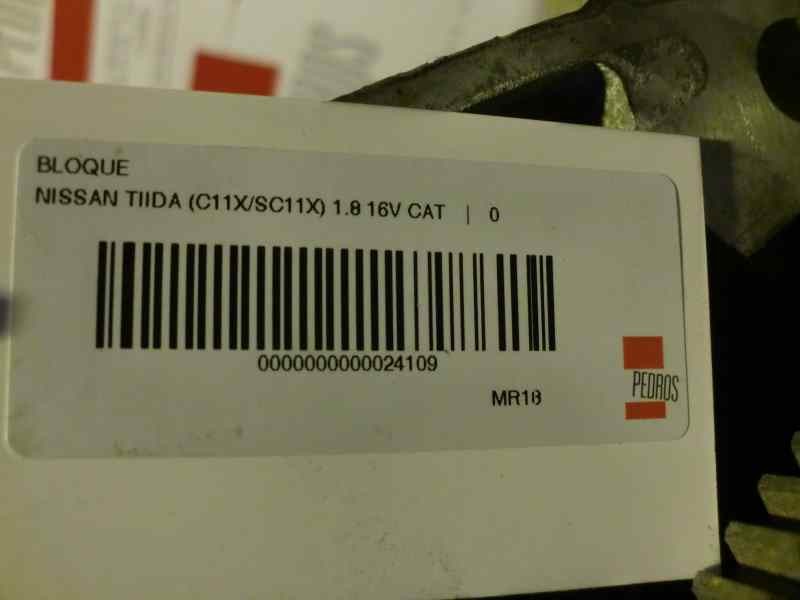 BLOQUE
NISSAN TIIDA (C11X/SC11X) 1.8 16V CAT | 0
0000000000024109
MR18
PEDROS